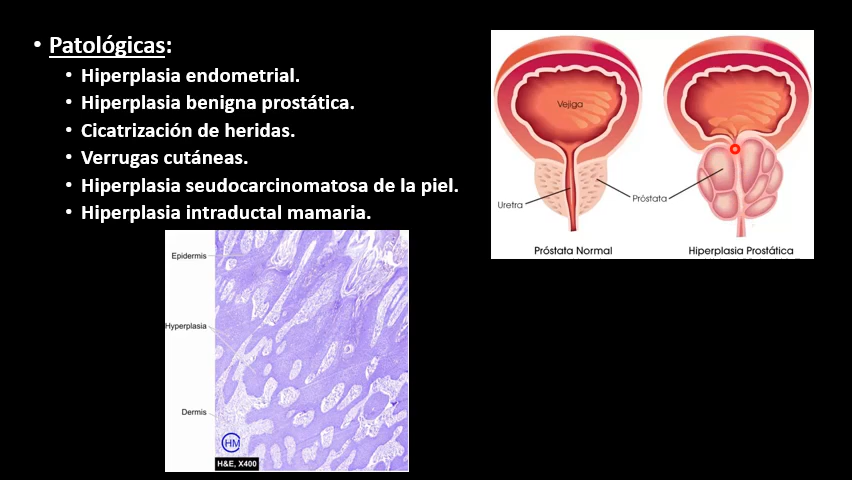 • Patológicas:
• Hiperplasia endometrial.
• Hiperplasia benigna prostática.
• Cicatrización de heridas.
• Verrugas cutáneas.
• Hiperplasia seudocarcinomatosa de la piel.
• Hiperplasia intraductal mamaria.
Vejiga
Uretra
Próstata
Próstata Normal
Hiperplasia Prostática
Epidermis
Hyperplasia
Dermis
HM
H&E, X400